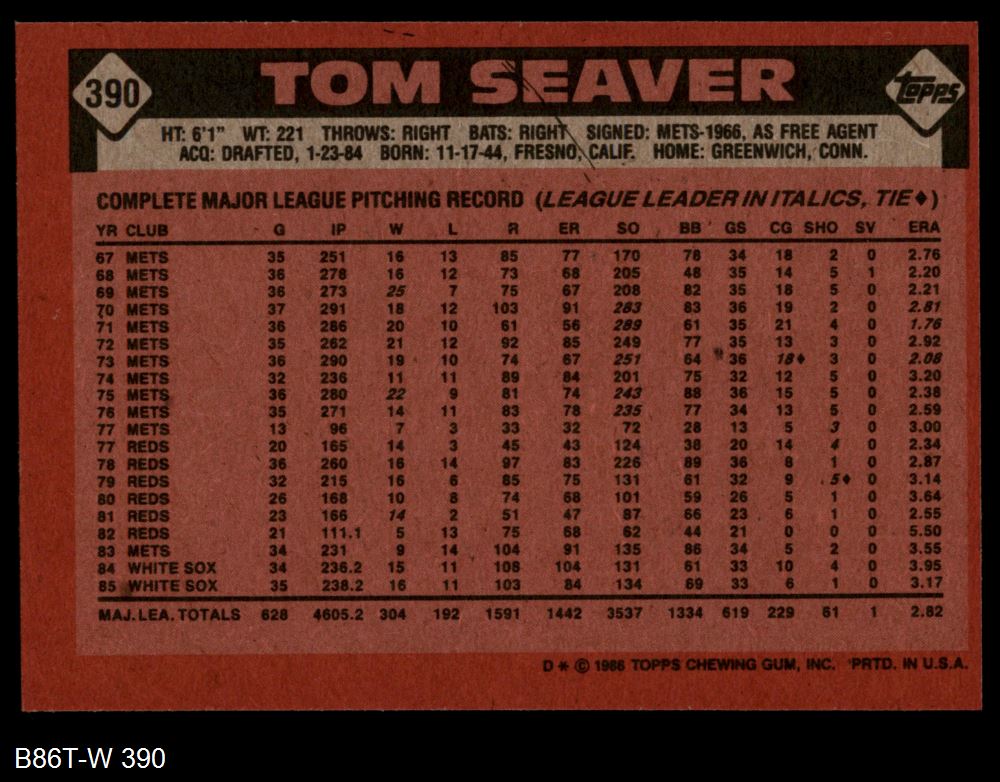 390 TOM SEAVER Topps
HT: 6'1" WT: 221 THROWS: RIGHT BATS: RIGHT SIGNED: METS-1966, AS FREE AGENT
ACQ: DRAFTED, 1-23-84 BORN: 11-17-44, FRESNO, CALIF. HOME: GREENWICH, CONN.
COMPLETE MAJOR LEAGUE PITCHING RECORD (LEAGUE LEADER IN ITALICS, TIE♦)
YR CLUB G IP W L R ER SO BB GS CG SHO SV ERA
67 METS 35 251 16 13 85 77 170 78 34 18 2 0 2.76
68 METS 36 278 16 12 73 68 205 48 35 14 5 1 2.20
69 METS 36 273 25 7 75 67 208 82 35 18 5 0 2.21
70 METS 37 291 18 12 103 91 283 83 36 19 2 0 2.81
71 METS 36 286 20 10 61 56 289 61 35 21 4 0 1.76
72 METS 35 262 21 12 92 85 249 77 35 13 3 0 2.92
73 METS 36 290 19 10 74 67 251 64 36 18♦ 3 0 2.08
74 METS 32 236 11 11 89 84 201 75 32 12 5 0 3.20
75 METS 36 280 22 9 81 74 243 88 36 15 5 0 2.38
76 METS 35 271 14 11 83 78 235 77 34 13 5 0 2.59
77 METS 13 96 7 3 33 32 72 28 13 5 3 0 3.00
77 REDS 20 165 14 3 45 43 124 38 20 14 4 0 2.34
78 REDS 36 260 16 14 97 83 226 89 36 8 1 0 2.87
79 REDS 32 215 16 6 85 75 131 61 32 9 5♦ 0 3.14
80 REDS 26 168 10 8 74 68 101 59 26 5 1 0 3.64
81 REDS 23 166 14 2 51 47 87 66 23 6 1 0 2.55
82 REDS 21 111.1 5 13 75 68 62 44 21 0 0 0 5.50
83 METS 34 231 9 14 104 91 135 86 34 5 2 0 3.55
84 WHITE SOX 34 236.2 15 11 108 104 131 61 33 10 4 0 3.95
85 WHITE SOX 35 238.2 16 11 103 84 134 69 33 6 1 0 3.17
MAJ. LEA. TOTALS 628 4605.2 304 192 1591 1442 3537 1334 619 229 61 1 2.82
D * © 1986 TOPPS CHEWING GUM, INC. PRTD. IN U.S.A.
B86T-W 390